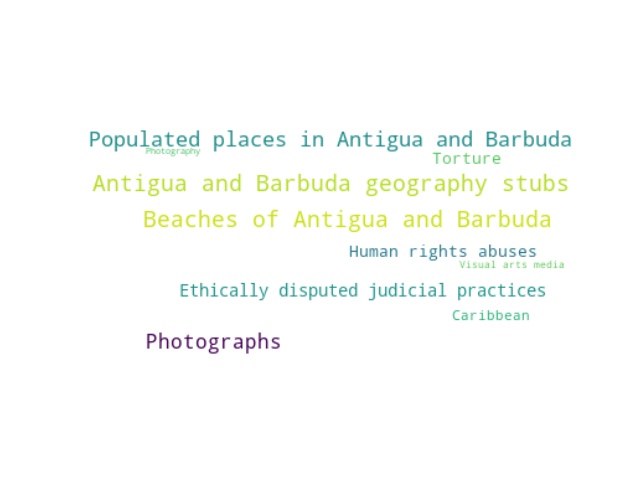 Populated places in Antigua and Barbuda
Photography
Torture
Antigua and Barbuda geography stubs
Beaches of Antigua and Barbuda
Human rights abuses
Visual arts media
Ethically disputed judicial practices
Caribbean
Photographs